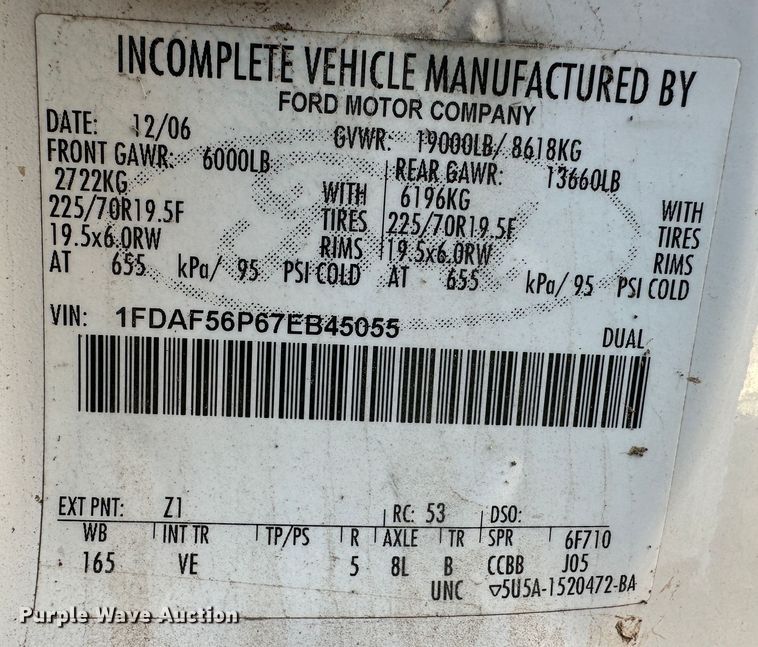 INCOMPLETE VEHICLE MANUFACTURED BY
FORD MOTOR COMPANY
DATE: 12/06 GVWR: 19000LB/ 8618KG
FRONT GAWR: 6000LB REAR GAWR: 13660LB
2722KG WITH 6196KG WITH
225/70R19.5F TIRES 225/70R19.5F TIRES
19.5x6.0RW RIMS 19.5x6.0RW RIMS
AT 655 kPa/ 95 PSI COLD AT 655 kPa/ 95 PSI COLD
VIN: 1FDAF56P67EB45055
DUAL
EXT PNT: Z1 RC: 53 DSO:
WB INT TR TP/PS R AXLE TR SPR 6F710
165 VE 5 8L B CCBB J05
UNC 5U5A-1520472-BA
Purple Wave Auction